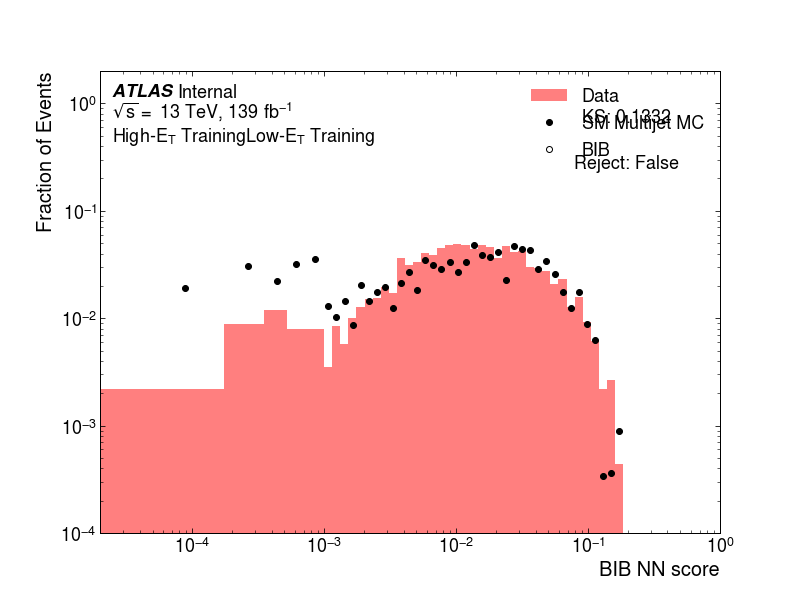 ATLAS Internal
√s = 13 TeV, 139 fb⁻¹
High-E_T TrainingLow-E_T Training
Data
KS: 0.1332
SM Multijet MC
BIB
Reject: False
Fraction of Events
10⁰
10⁻¹
10⁻²
10⁻³
10⁻⁴
10⁻⁴
10⁻³
10⁻²
10⁻¹
10⁰
BIB NN score